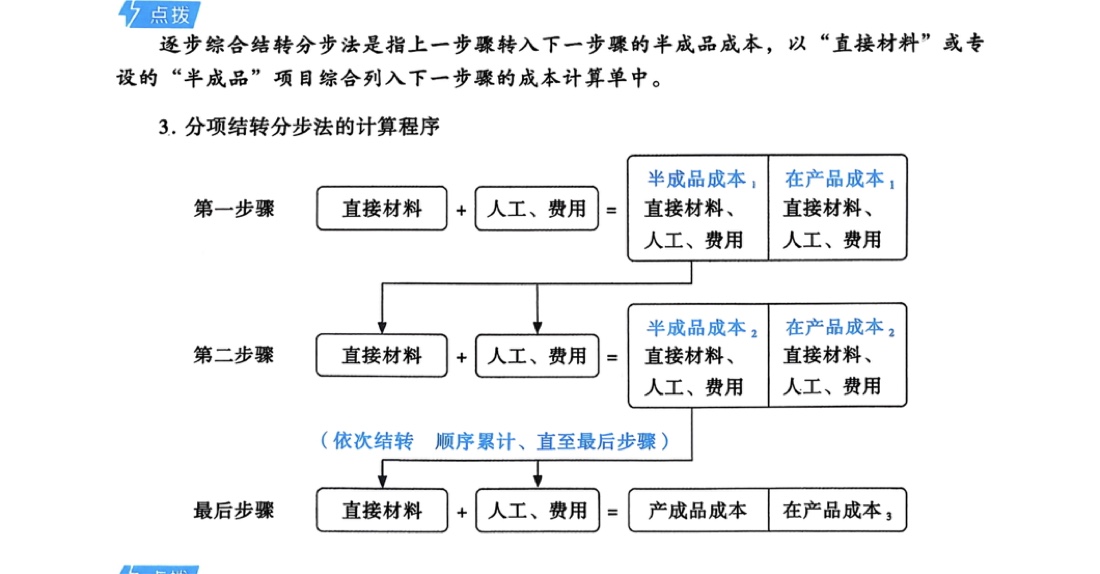 点拨
逐步综合结转分步法是指上一步骤转入下一步骤的半成品成本，以“直接材料”或专
设的“半成品”项目综合列入下一步骤的成本计算单中。
3. 分项结转分步法的计算程序
半成品成本1 在产品成本1
第一步骤 直接材料 + 人工、费用 = 直接材料、 直接材料、
人工、费用 人工、费用
半成品成本2 在产品成本2
第二步骤 直接材料 + 人工、费用 = 直接材料、 直接材料、
人工、费用 人工、费用
（依次结转 顺序累计、直至最后步骤）
最后步骤 直接材料 + 人工、费用 = 产成品成本 在产品成本3